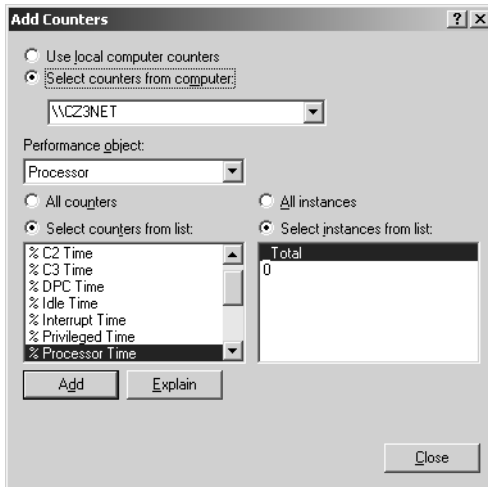 Add Counters
Use local computer counters
Select counters from computer:
\\CZ3NET
Performance object:
Processor
All counters
All instances
Select counters from list:
Select instances from list:
% C2 Time
% C3 Time
% DPC Time
% Idle Time
% Interrupt Time
% Privileged Time
% Processor Time
_Total
0
Add
Explain
Close